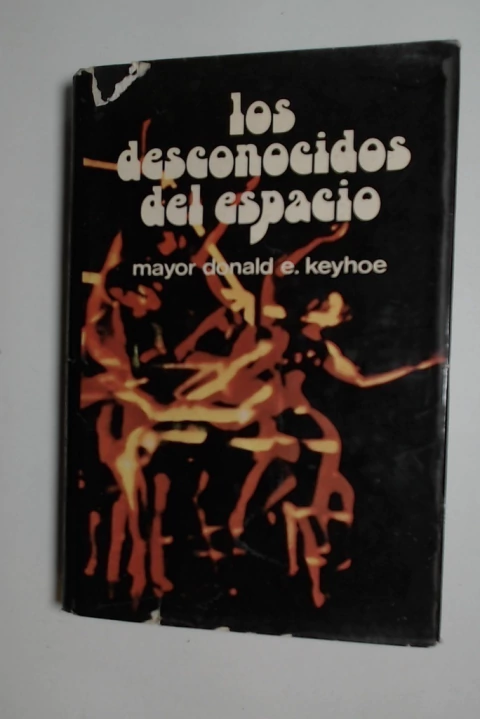 los
desconocidos
del espacio
mayor donald e. keyhoe